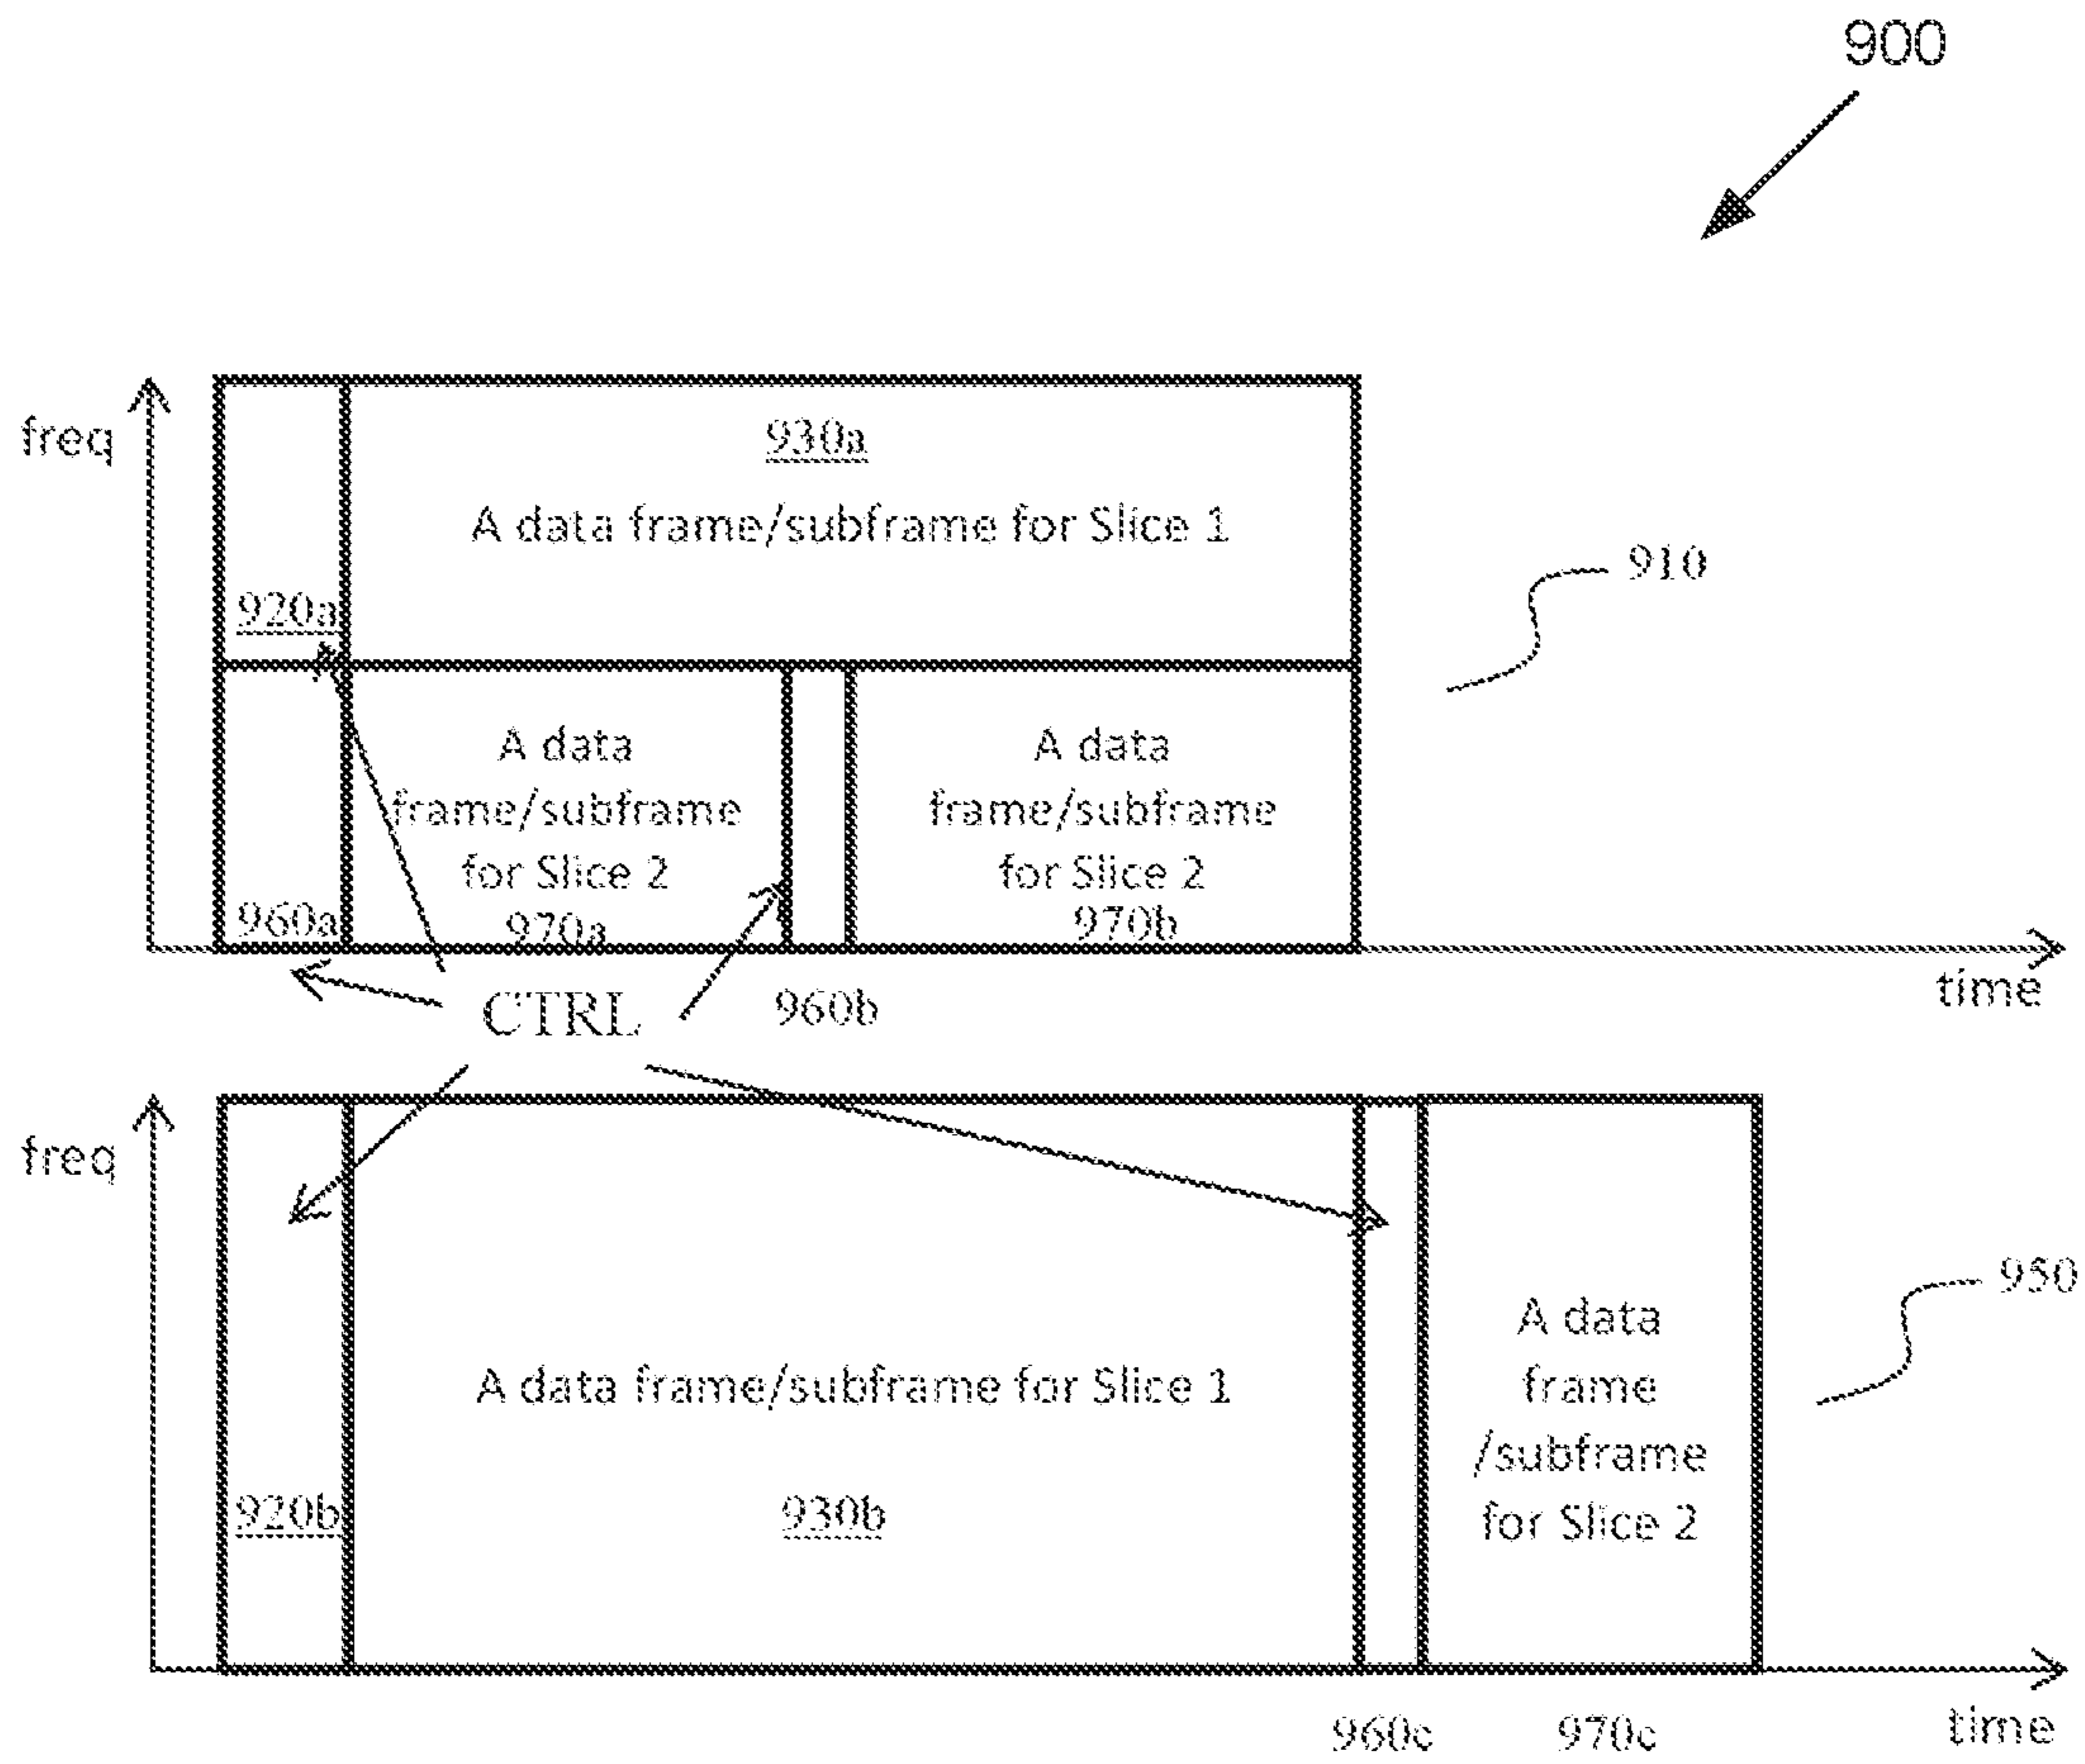 900
freq
930a
A data frame/subframe for Slice 1
910
920a
A data
frame/subframe
for Slice 2
970a
A data
frame/subframe
for Slice 2
970b
960a
time
CTRL
960b
freq
950
A data frame/subframe for Slice 1
A data
frame
/subframe
for Slice 2
920b
930b
960c
970c
time